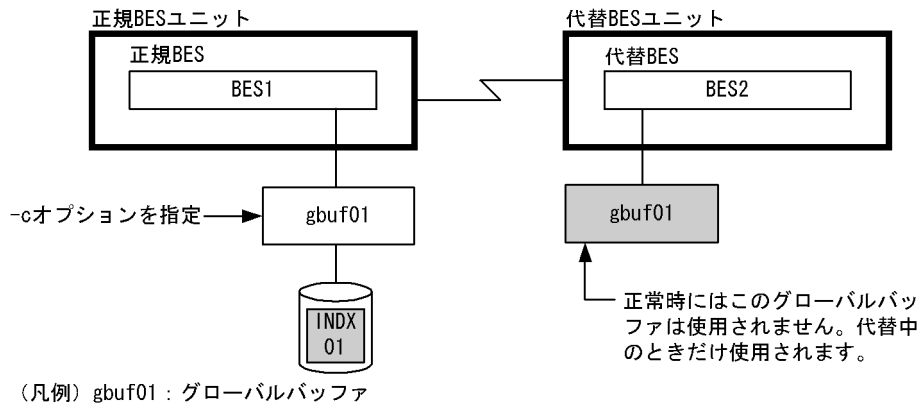 正規BESユニット
代替BESユニット
正規BES
代替BES
BES1
BES2
-cオプションを指定
gbuf01
gbuf01
INDX
01
正常時にはこのグローバルバッ
ファは使用されません。代替中
のときだけ使用されます。
（凡例）gbuf01：グローバルバッファ